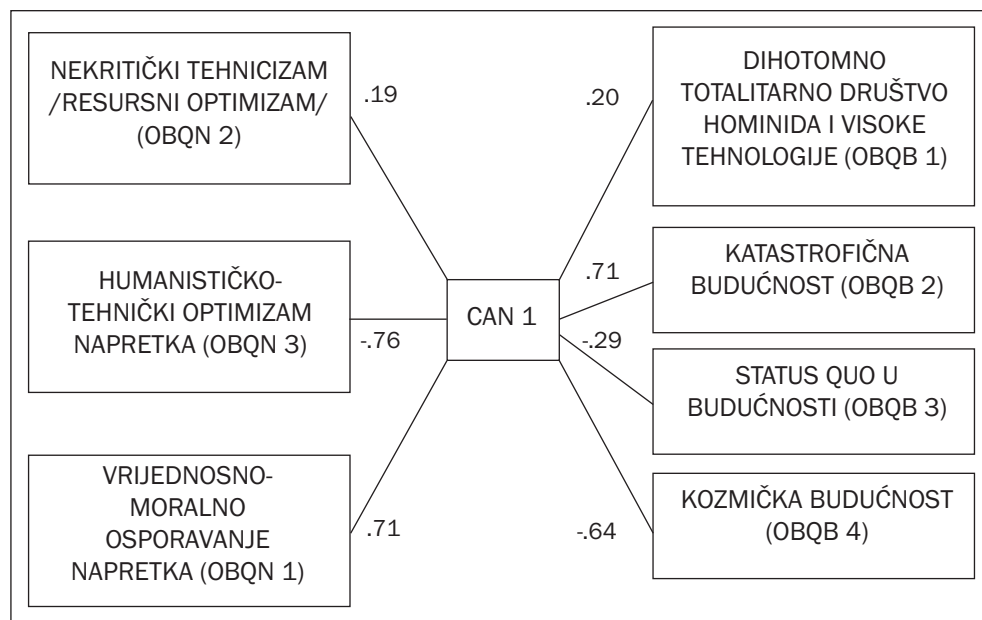 NEKRITIČKI TEHNICIZAM
/RESURSNI OPTIMIZAM/
(OBQN 2)
.19
HUMANISTIČKO-
TEHNIČKI OPTIMIZAM
NAPRETKA (OBQN 3)
-.76
VRIJEDNOSNO-
MORALNO
OSPORAVANJE
NAPRETKA (OBQN 1)
.71
CAN 1
.20
DIHOTOMNO
TOTALITARNO DRUŠTVO
HOMINIDA I VISOKE
TEHNOLOGIJE (OBQB 1)
.71
KATASTROFIČNA
BUDUĆNOST (OBQB 2)
-.29
STATUS QUO U
BUDUĆNOSTI (OBQB 3)
-.64
KOZMIČKA BUDUĆNOST
(OBQB 4)